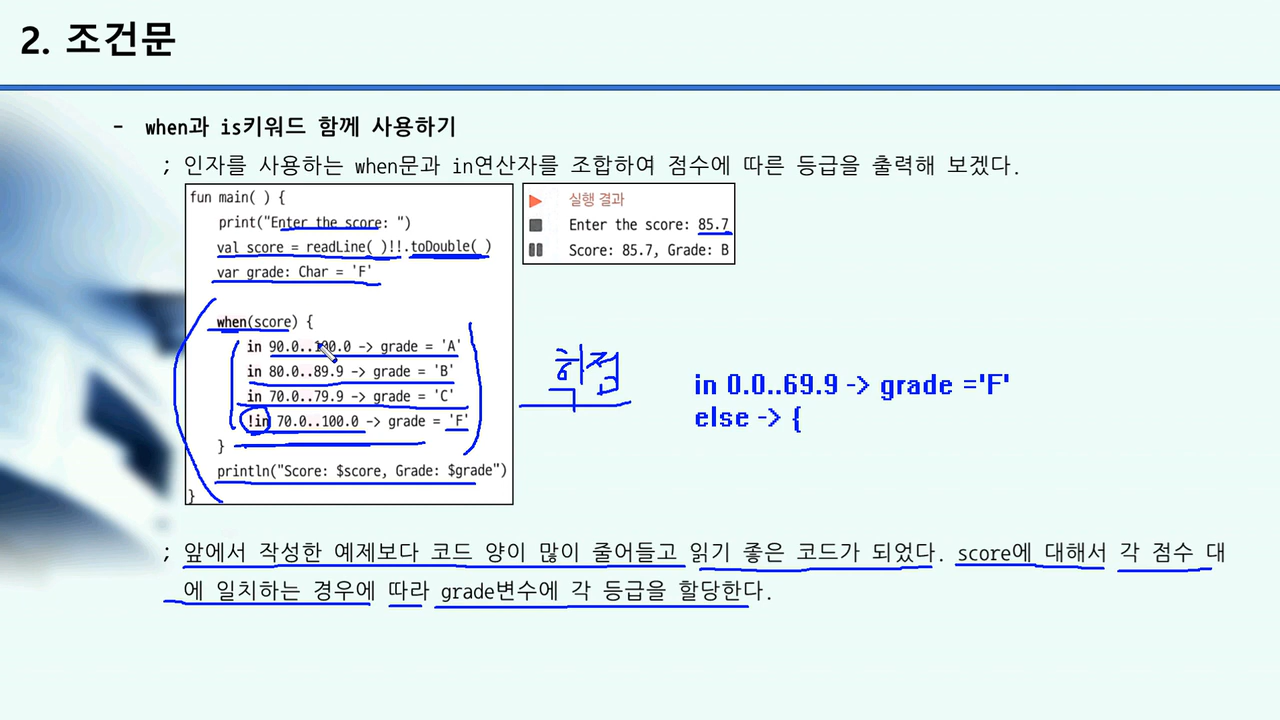 2. 조건문
- when과 is키워드 함께 사용하기
; 인자를 사용하는 when문과 in연산자를 조합하여 점수에 따른 등급을 출력해 보겠다.
fun main( ) {
print("Enter the score: ")
val score = readLine( )!!.toDouble( )
var grade: Char = 'F'
when(score) {
in 90.0..100.0 -> grade = 'A'
in 80.0..89.9 -> grade = 'B'
in 70.0..79.9 -> grade = 'C'
!in 70.0..100.0 -> grade = 'F'
}
println("Score: $score, Grade: $grade")
}
실행 결과
Enter the score: 85.7
Score: 85.7, Grade: B
학점
in 0.0..69.9 -> grade ='F'
else -> {
; 앞에서 작성한 예제보다 코드 양이 많이 줄어들고 읽기 좋은 코드가 되었다. score에 대해서 각 점수 대
에 일치하는 경우에 따라 grade변수에 각 등급을 할당한다.